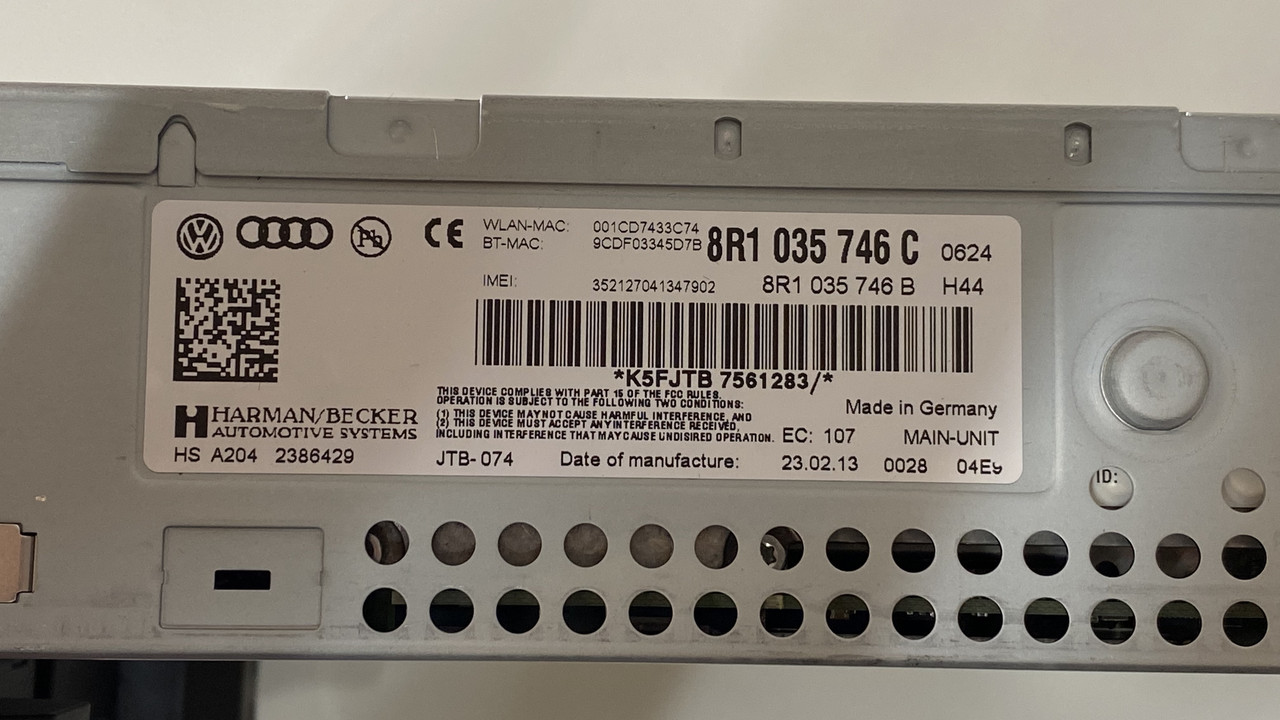 Pb
CE
WLAN-MAC: 001CD7433C74
BT-MAC: 9CDF03345D7B
8R1 035 746 C 0624
IMEI: 352127041347902 8R1 035 746 B H44
*K5FJTB 7561283/*
THIS DEVICE COMPLIES WITH PART 15 OF THE FCC RULES.
OPERATION IS SUBJECT TO THE FOLLOWING TWO CONDITIONS:
(1) THIS DEVICE MAY NOT CAUSE HARMFUL INTERFERENCE, AND
(2) THIS DEVICE MUST ACCEPT ANY INTERFERENCE RECEIVED,
INCLUDING INTERFERENCE THAT MAY CAUSE UNDISIRED OPERATION.
Made in Germany
HARMAN/BECKER
AUTOMOTIVE SYSTEMS
EC: 107 MAIN-UNIT
HS A204 2386429 JTB-074 Date of manufacture: 23.02.13 0028 04E9
ID: